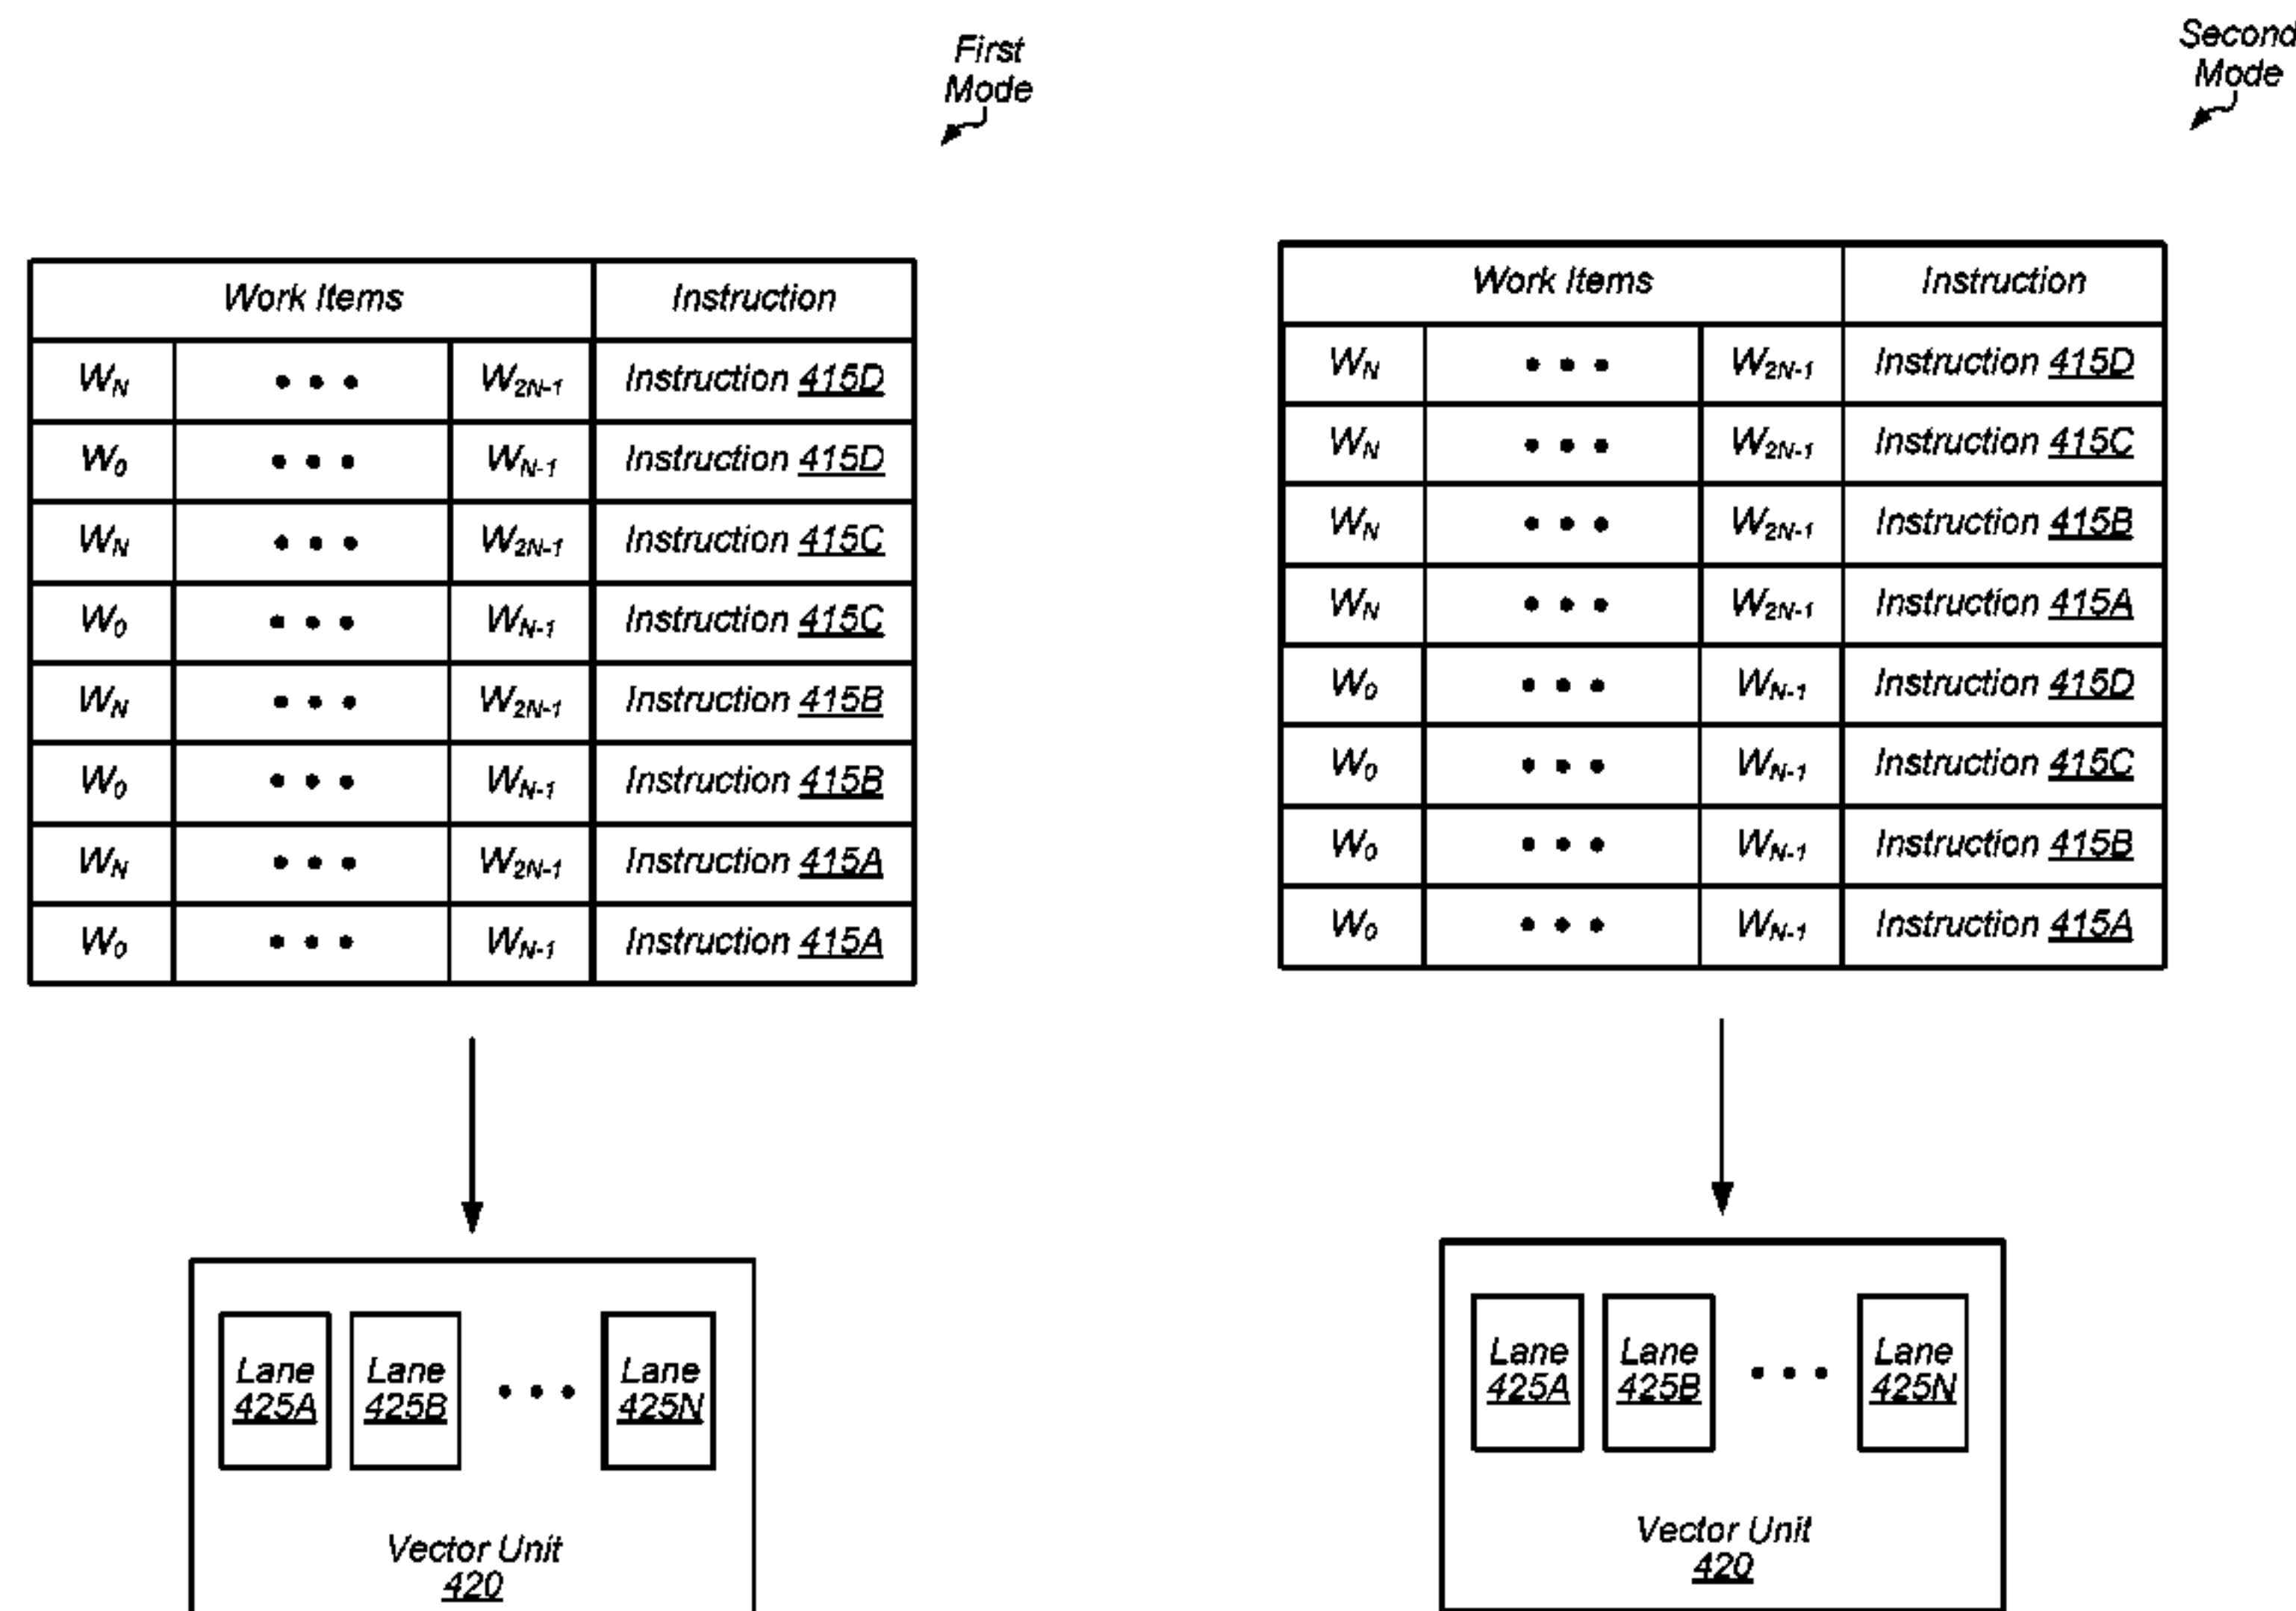 First
Mode
Work Items Instruction
W_N • • • W_2N-1 Instruction 415D
W_0 • • • W_N-1 Instruction 415D
W_N • • • W_2N-1 Instruction 415C
W_0 • • • W_N-1 Instruction 415C
W_N • • • W_2N-1 Instruction 415B
W_0 • • • W_N-1 Instruction 415B
W_N • • • W_2N-1 Instruction 415A
W_0 • • • W_N-1 Instruction 415A
Lane
425A
Lane
425B
• • •
Lane
425N
Vector Unit
420
Second
Mode
Work Items Instruction
W_N • • • W_2N-1 Instruction 415D
W_N • • • W_2N-1 Instruction 415C
W_N • • • W_2N-1 Instruction 415B
W_N • • • W_2N-1 Instruction 415A
W_0 • • • W_N-1 Instruction 415D
W_0 • • • W_N-1 Instruction 415C
W_0 • • • W_N-1 Instruction 415B
W_0 • • • W_N-1 Instruction 415A
Lane
425A
Lane
425B
• • •
Lane
425N
Vector Unit
420